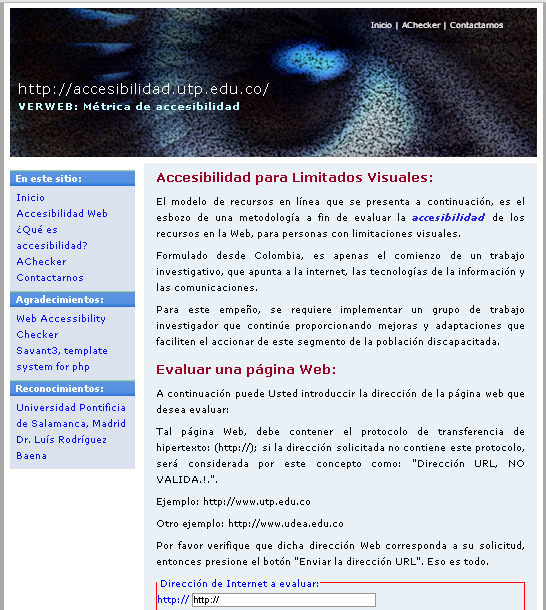 Inicio | AChecker | Contactarnos
http://accesibilidad.utp.edu.co/
VERWEB: Métrica de accesibilidad
En este sitio:
Inicio
Accesibilidad Web
¿Qué es
accesibilidad?
AChecker
Contactarnos
Agradecimientos:
Web Accessibility
Checker
Savant3, template
system for php
Reconocimientos:
Universidad Pontificia
de Salamanca, Madrid
Dr. Luís Rodríguez
Baena
Accesibilidad para Limitados Visuales:
El modelo de recursos en línea que se presenta a continuación, es el
esbozo de una metodología a fin de evaluar la accesibilidad de los
recursos en la Web, para personas con limitaciones visuales.
Formulado desde Colombia, es apenas el comienzo de un trabajo
investigativo, que apunta a la internet, las tecnologías de la información y
las comunicaciones.
Para este empeño, se requiere implementar un grupo de trabajo
investigador que continúe proporcionando mejoras y adaptaciones que
faciliten el accionar de este segmento de la población discapacitada.
Evaluar una página Web:
A continuación puede Usted introduccir la dirección de la página web que
desea evaluar:
Tal página Web, debe contener el protocolo de transferencia de
hipertexto: (http://); si la dirección solicitada no contiene este protocolo,
será considerada por este concepto como: "Dirección URL, NO
VALIDA.!.".
Ejemplo: http://www.utp.edu.co
Otro ejemplo: http://www.udea.edu.co
Por favor verifique que dicha dirección Web corresponda a su solicitud,
entonces presione el botón "Enviar la dirección URL". Eso es todo.
Dirección de Internet a evaluar:
http:// http://